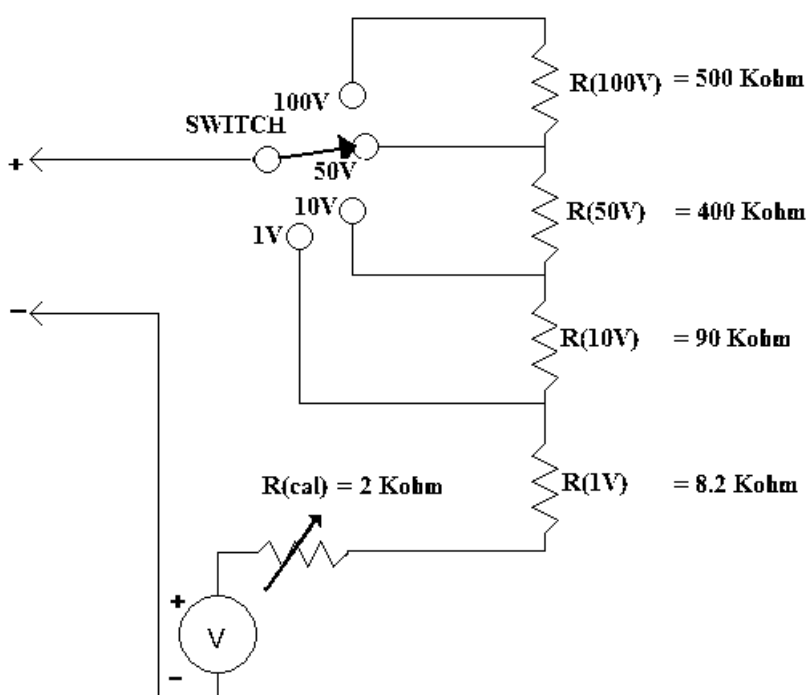 R(100V) = 500 Kohm
100V
SWITCH
+
50V
10V
R(50V) = 400 Kohm
1V
−
R(10V) = 90 Kohm
R(cal) = 2 Kohm
R(1V) = 8.2 Kohm
+
V
−